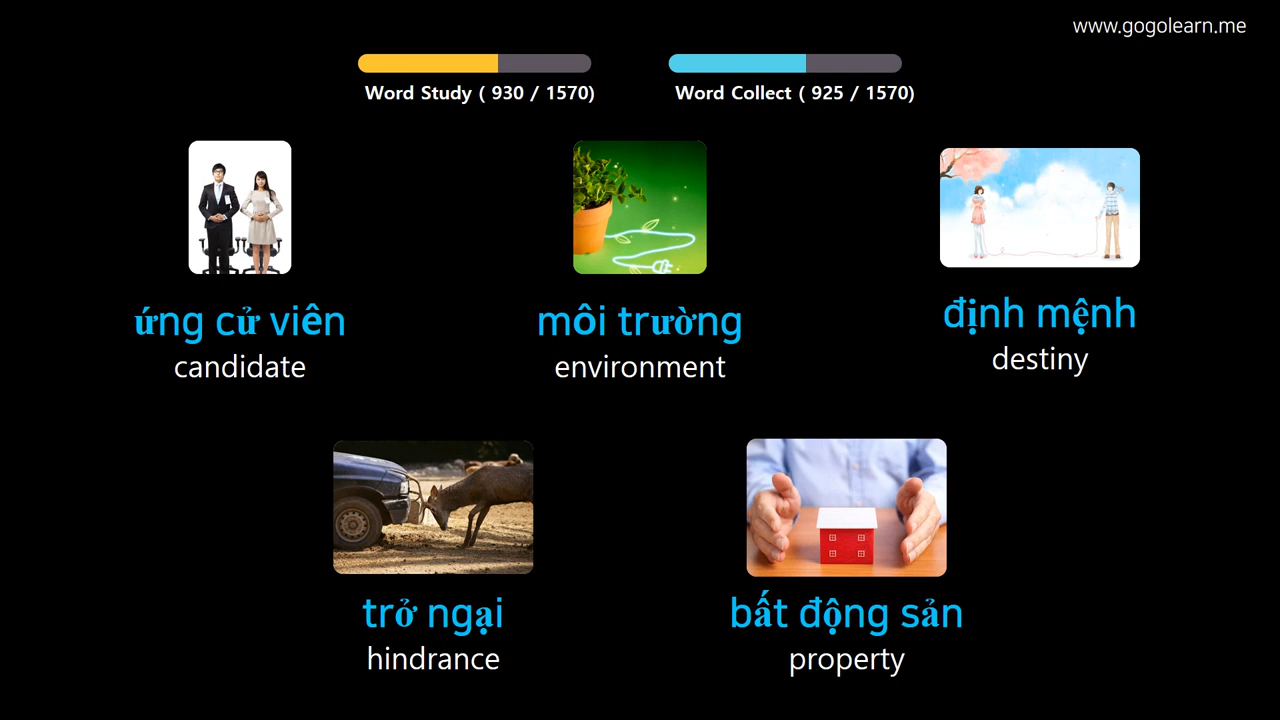 www.gogolearn.me
Word Study ( 930 / 1570)
Word Collect ( 925 / 1570)
ứng cử viên
candidate
môi trường
environment
định mệnh
destiny
trở ngại
hindrance
bất động sản
property